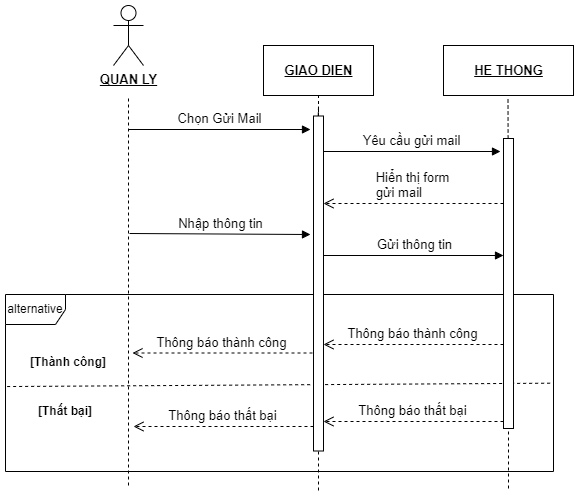 QUAN LY
GIAO DIEN
HE THONG
Chọn Gửi Mail
Yêu cầu gửi mail
Hiển thị form
gửi mail
Nhập thông tin
Gửi thông tin
alternative
Thông báo thành công
Thông báo thành công
[Thành công]
[Thất bại]
Thông báo thất bại
Thông báo thất bại